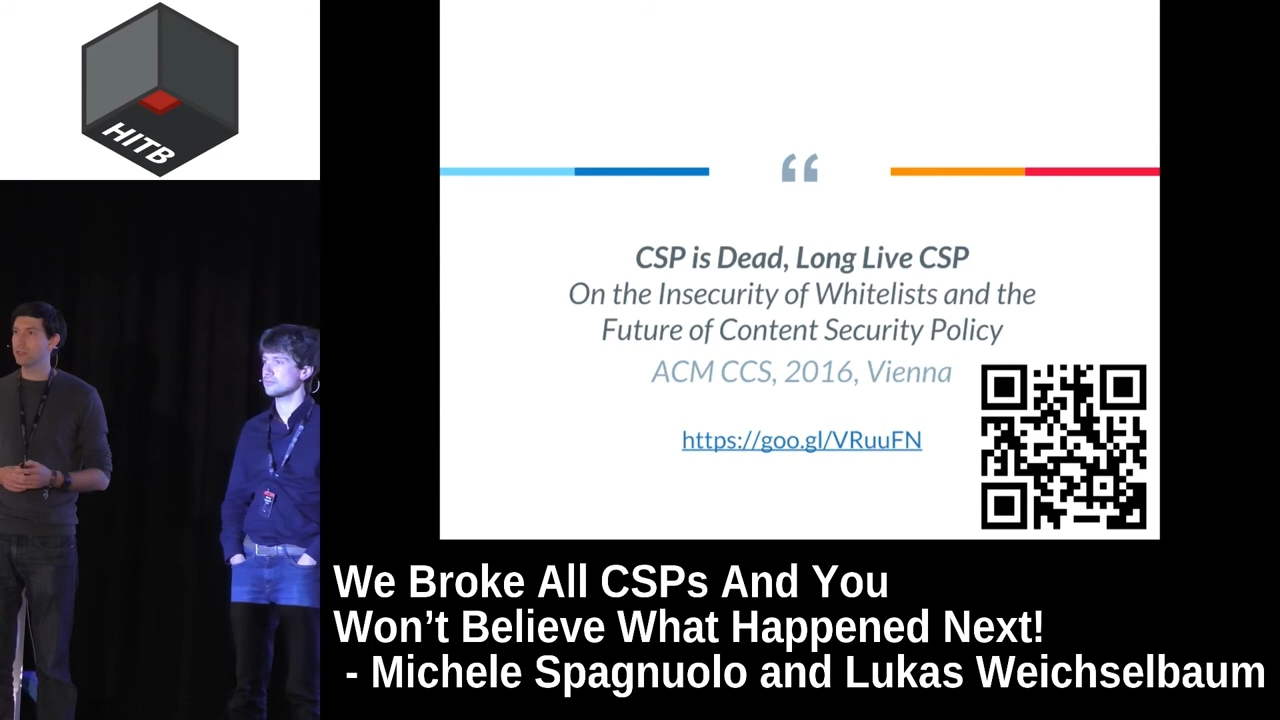 HITB
“
CSP is Dead, Long Live CSP
On the Insecurity of Whitelists and the
Future of Content Security Policy
ACM CCS, 2016, Vienna
https://goo.gl/VRuuFN
We Broke All CSPs And You
Won’t Believe What Happened Next!
- Michele Spagnuolo and Lukas Weichselbaum